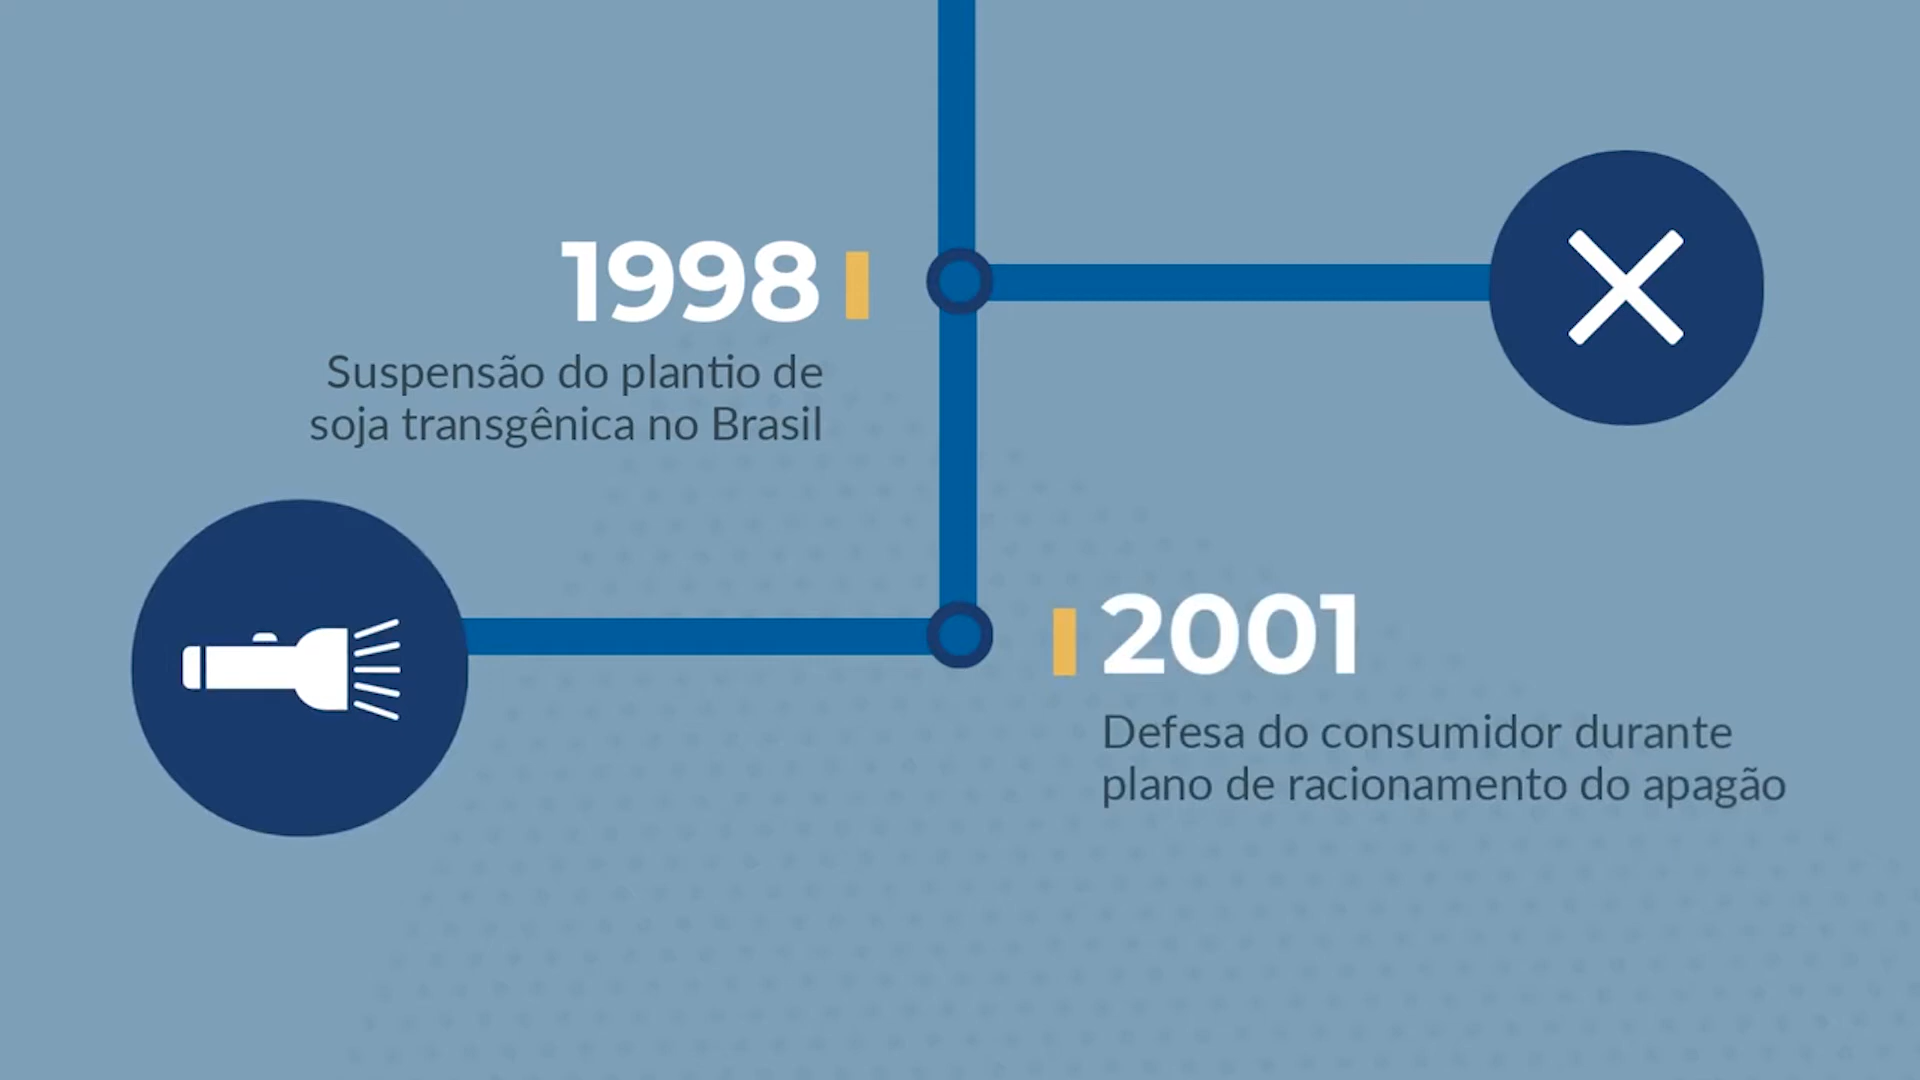 1998
Suspensão do plantio de
soja transgênica no Brasil
2001
Defesa do consumidor durante
plano de racionamento do apagão